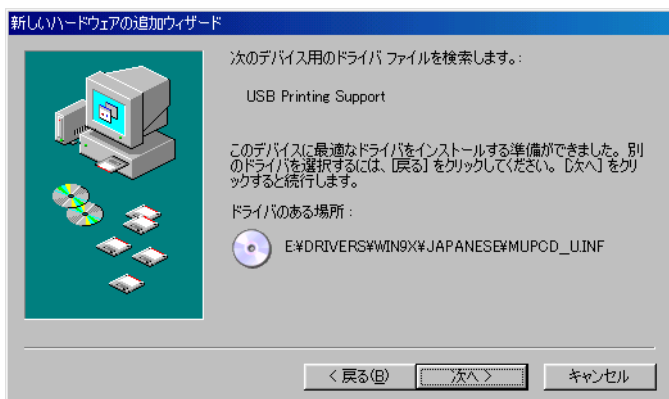 新しいハードウェアの追加ウィザード
次のデバイス用のドライバ ファイルを検索します。:
USB Printing Support
このデバイスに最適なドライバをインストールする準備ができました。別
のドライバを選択するには、[戻る] をクリックしてください。[次へ] をクリ
ックすると続行します。
ドライバのある場所 :
E:¥DRIVERS¥WIN9X¥JAPANESE¥MUPCD_U.INF
< 戻る(B)
次へ >
キャンセル